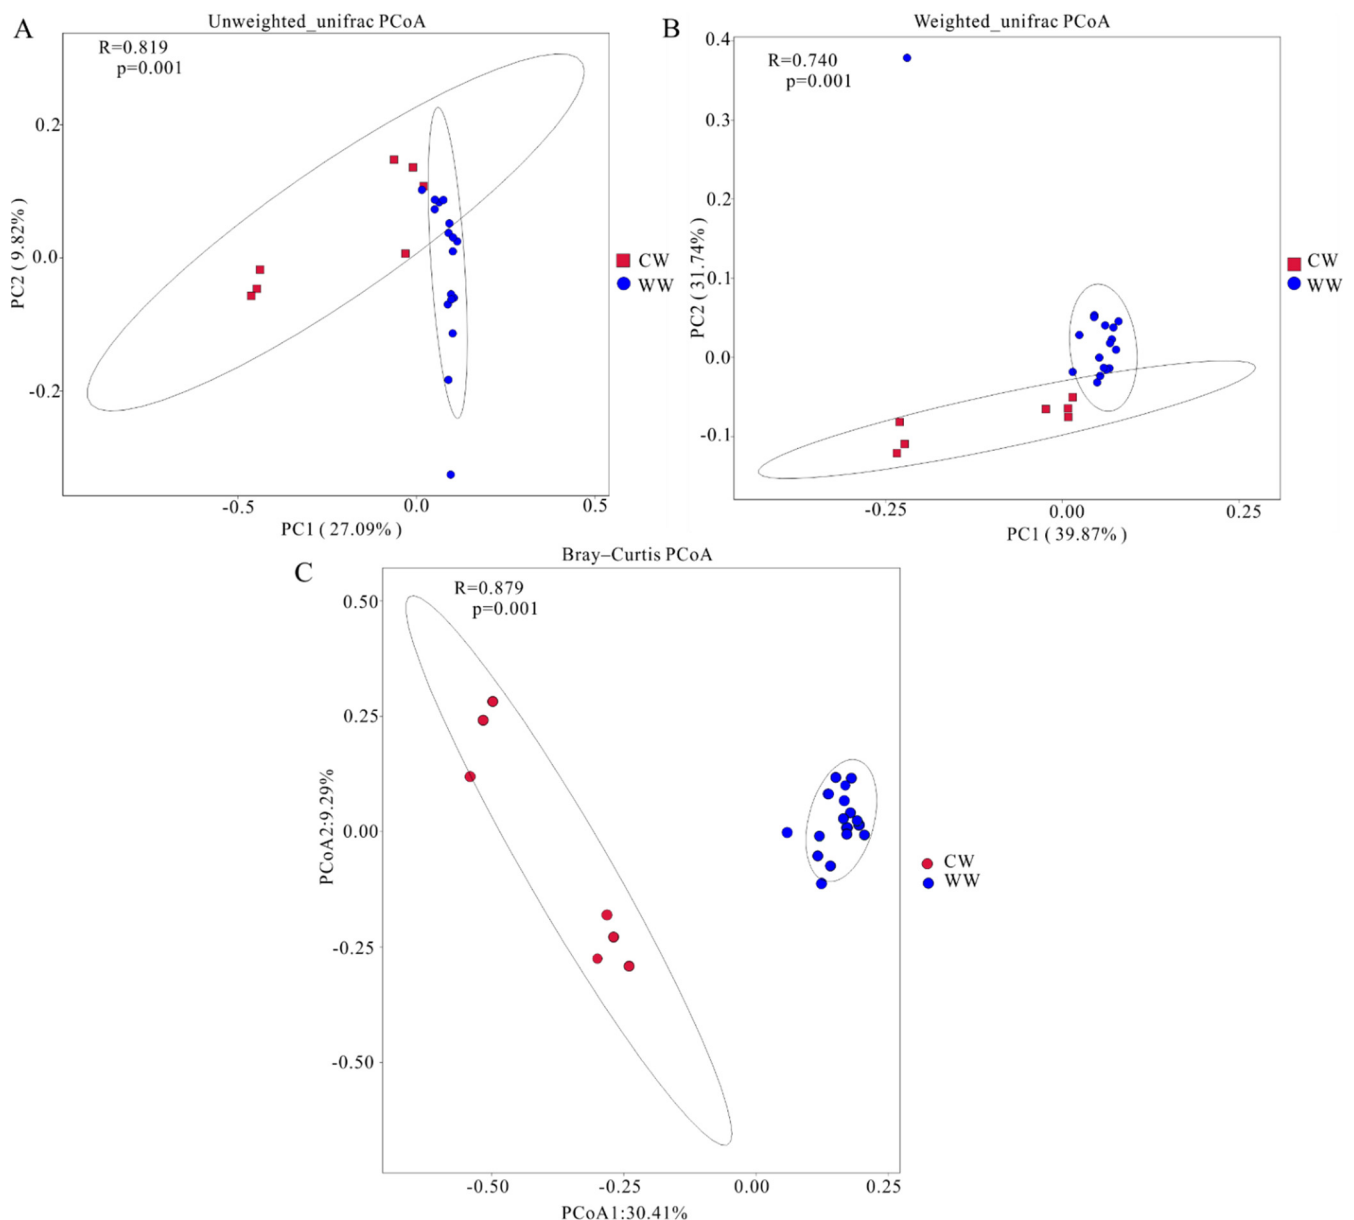 A
Unweighted_unifrac PCoA
R=0.819
p=0.001
0.2
0.0
-0.2
PC2 ( 9.82% )
-0.5
0.0
0.5
PC1 ( 27.09% )
CW
WW
B
Weighted_unifrac PCoA
R=0.740
p=0.001
0.4
0.3
0.2
0.1
0.0
-0.1
PC2 ( 31.74% )
-0.25
0.00
0.25
PC1 ( 39.87% )
CW
WW
C
Bray–Curtis PCoA
R=0.879
p=0.001
0.50
0.25
0.00
-0.25
-0.50
PCoA2:9.29%
-0.50
-0.25
0.00
0.25
PCoA1:30.41%
CW
WW